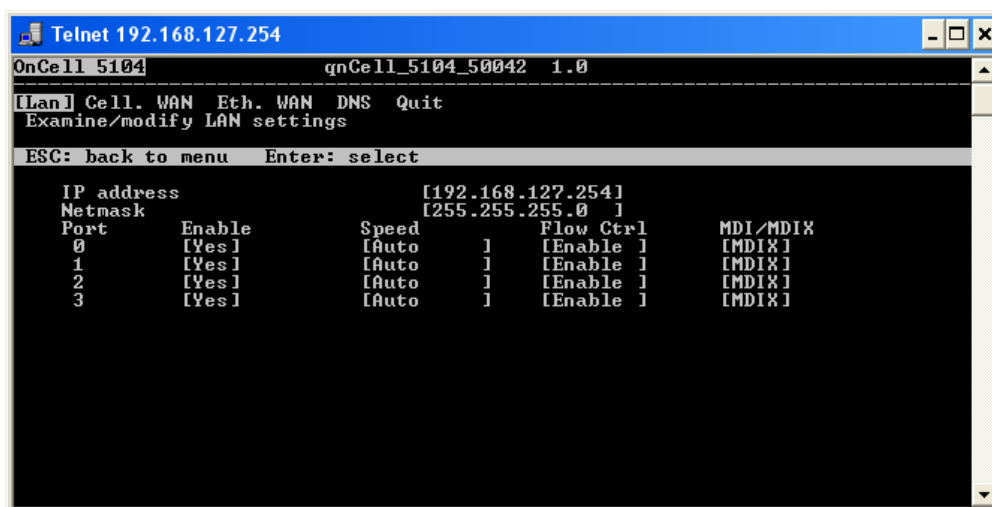 Telnet 192.168.127.254
OnCell 5104 qnCell_5104_50042 1.0
[Lan] Cell. WAN Eth. WAN DNS Quit
Examine/modify LAN settings
ESC: back to menu Enter: select
IP address [192.168.127.254]
Netmask [255.255.255.0 ]
Port Enable Speed Flow Ctrl MDI/MDIX
0 [Yes] [Auto ] [Enable ] [MDIX]
1 [Yes] [Auto ] [Enable ] [MDIX]
2 [Yes] [Auto ] [Enable ] [MDIX]
3 [Yes] [Auto ] [Enable ] [MDIX]